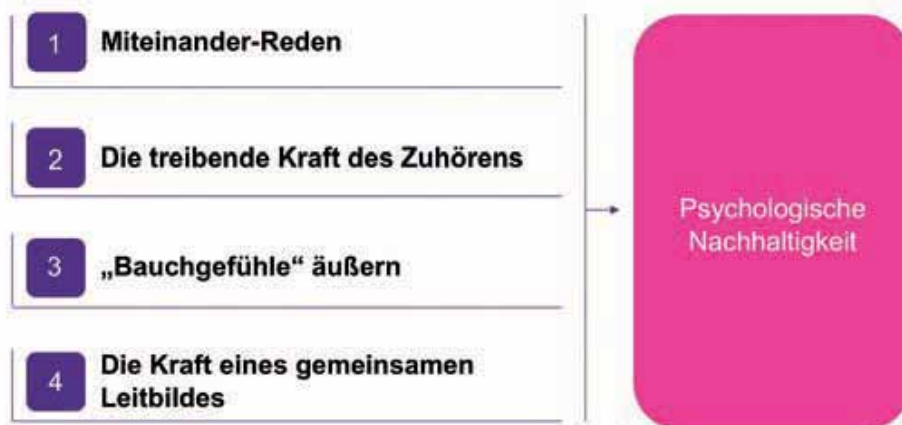 1 Miteinander-Reden
2 Die treibende Kraft des Zuhörens
3 „Bauchgefühle“ äußern
4 Die Kraft eines gemeinsamen
Leitbildes
Psychologische
Nachhaltigkeit